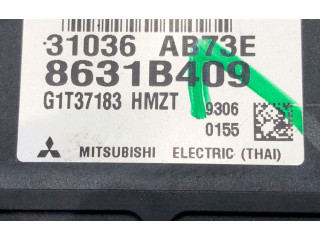 31036 AB73E
8631B409
G1T37183 HMZT
9306
0155
MITSUBISHI ELECTRIC (THAI)